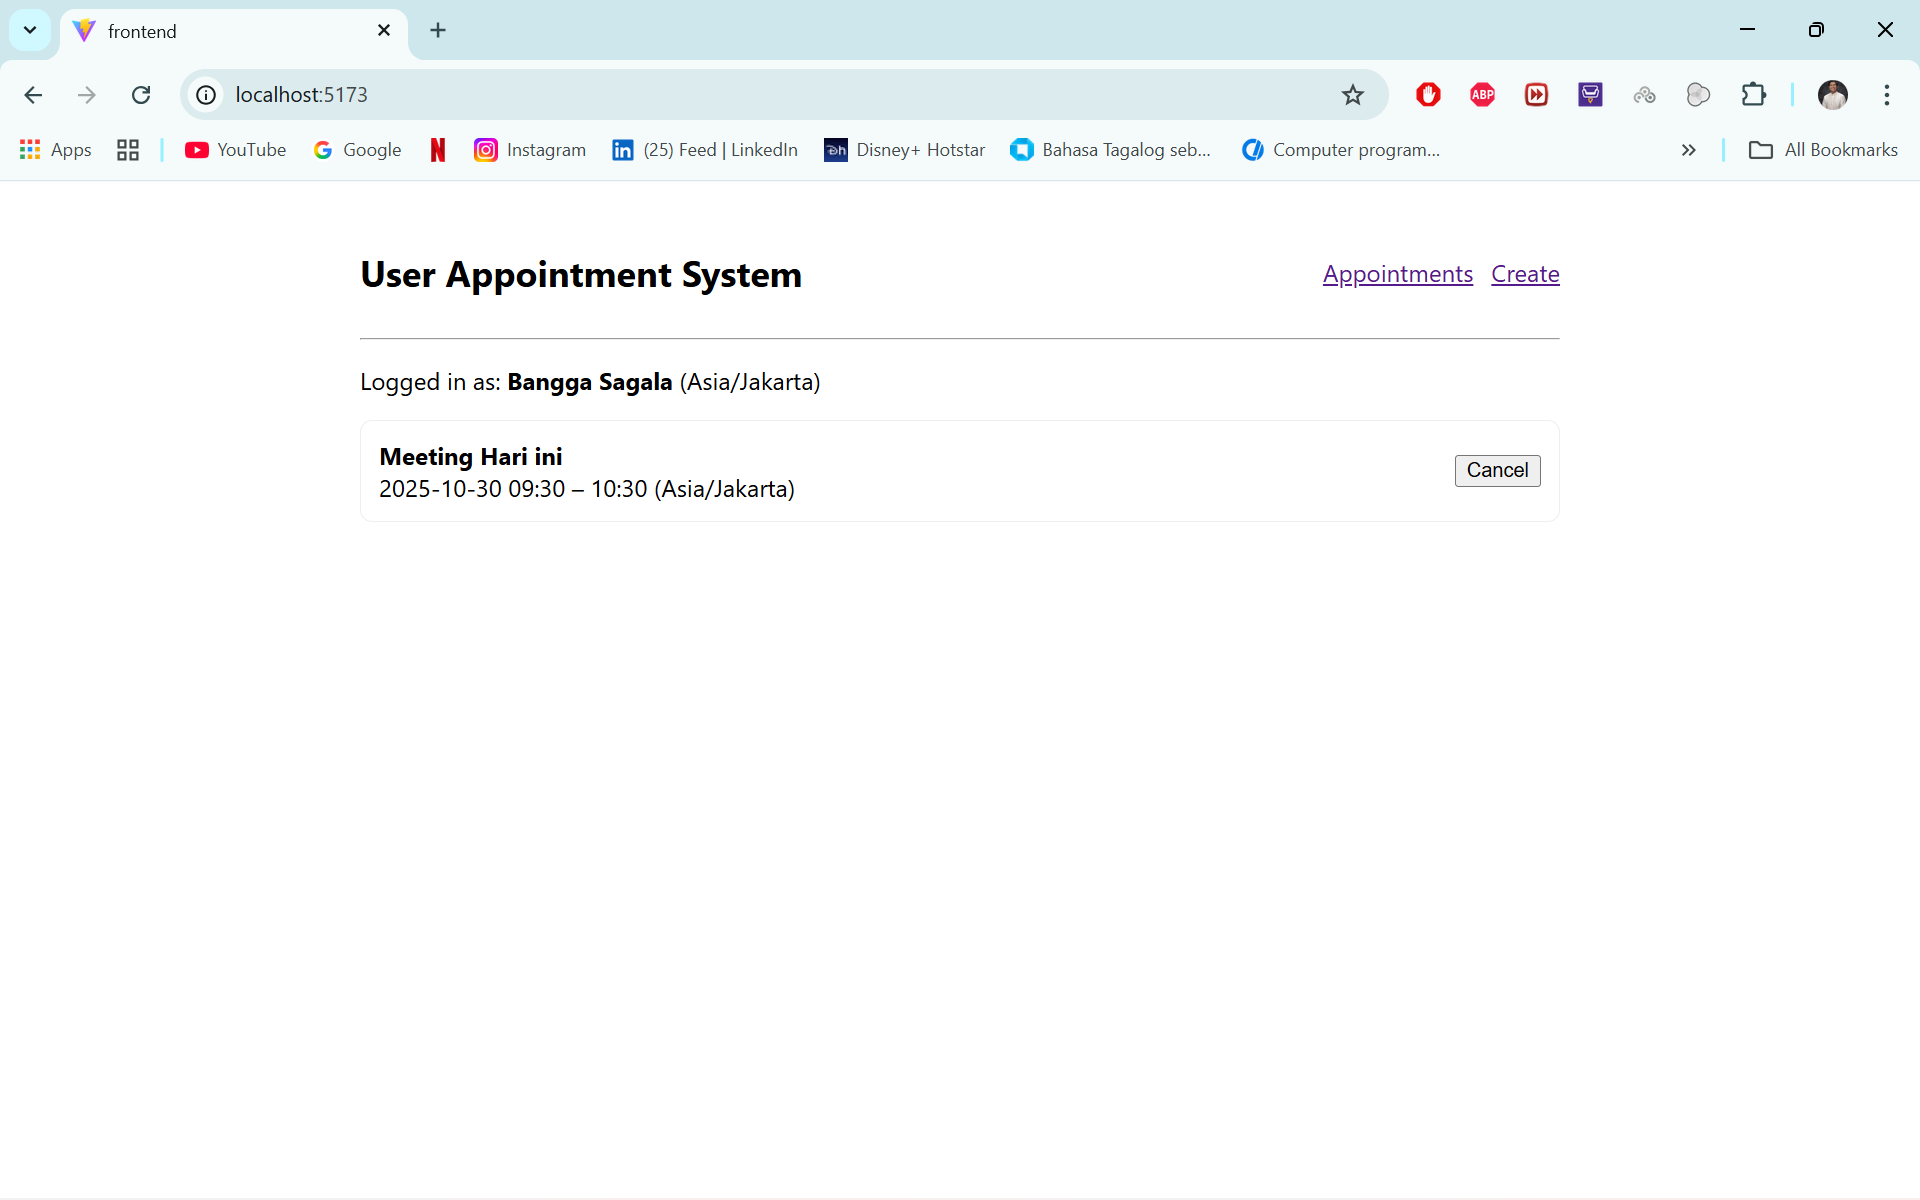 frontend
localhost:5173
ABP
Apps
YouTube
Google
Instagram
in
(25) Feed | LinkedIn
Dh
Disney+ Hotstar
Bahasa Tagalog seb...
Computer program...
All Bookmarks
User Appointment System
Appointments Create
Logged in as: Bangga Sagala (Asia/Jakarta)
Meeting Hari ini
2025-10-30 09:30 – 10:30 (Asia/Jakarta)
Cancel